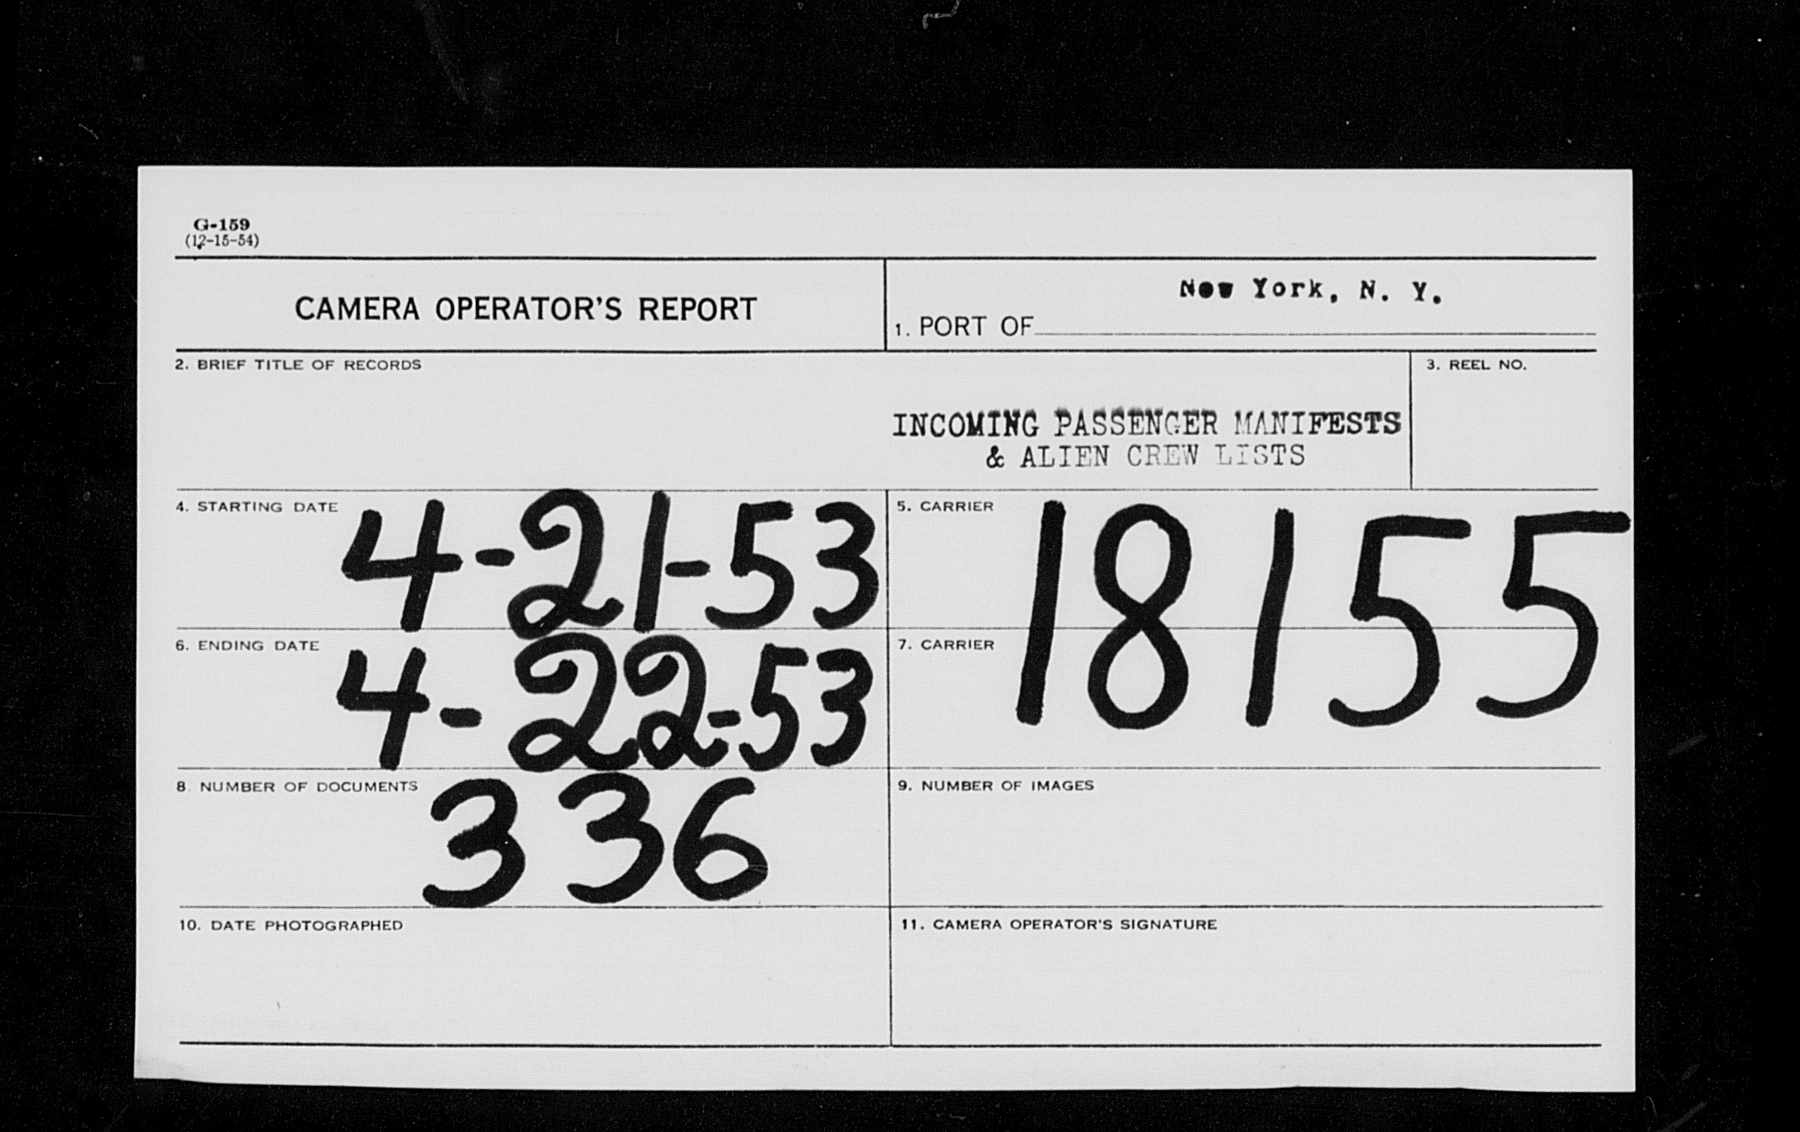 G-159
(12-15-54)
CAMERA OPERATOR'S REPORT
New York, N. Y.
1. PORT OF
2. BRIEF TITLE OF RECORDS
3. REEL NO.
INCOMING PASSENGER MANIFESTS
& ALIEN CREW LISTS
4. STARTING DATE 4-21-53
5. CARRIER
18155
6. ENDING DATE 4-22-53
7. CARRIER
8 NUMBER OF DOCUMENTS 336
9. NUMBER OF IMAGES
10. DATE PHOTOGRAPHED
11. CAMERA OPERATOR'S SIGNATURE